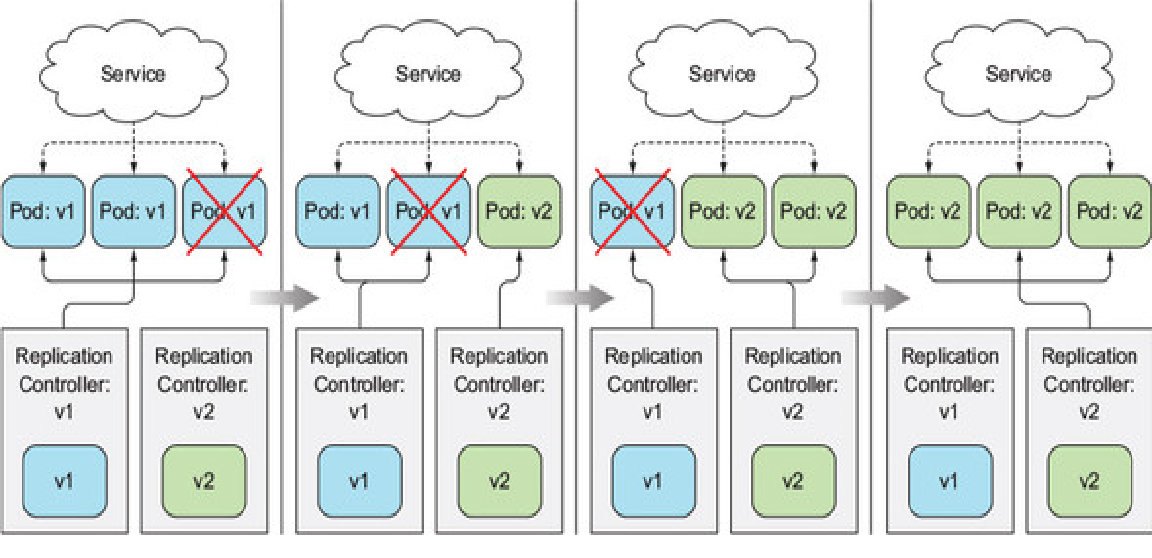 Service
Pod: v1
Pod: v1
Pod: v1
Replication
Controller:
v1
Replication
Controller:
v2
v1
v2
Service
Pod: v1
Pod: v1
Pod: v2
Replication
Controller:
v1
Replication
Controller:
v2
v1
v2
Service
Pod: v1
Pod: v2
Pod: v2
Replication
Controller:
v1
Replication
Controller:
v2
v1
v2
Service
Pod: v2
Pod: v2
Pod: v2
Replication
Controller:
v1
Replication
Controller:
v2
v1
v2